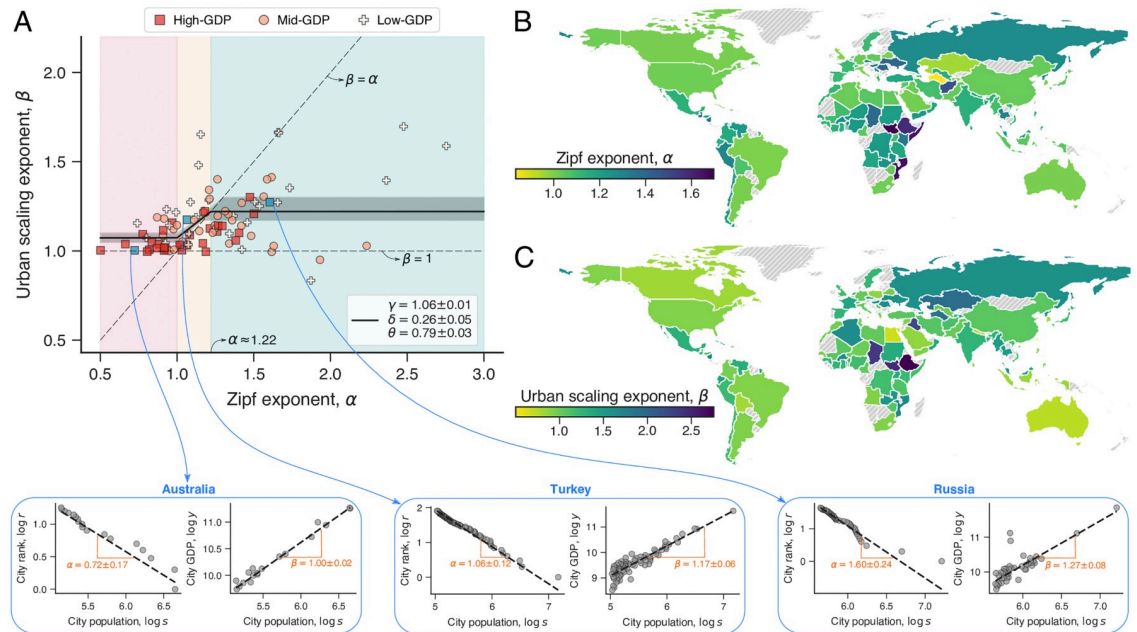 A
High-GDP Mid-GDP Low-GDP
Urban scaling exponent, β
2.0
1.5
1.0
0.5
β = α
β = 1
γ = 1.06±0.01
δ = 0.26±0.05
θ = 0.79±0.03
α ≈ 1.22
0.5 1.0 1.5 2.0 2.5 3.0
Zipf exponent, α
B
Zipf exponent, α
1.0 1.2 1.4 1.6
C
Urban scaling exponent, β
1.0 1.5 2.0 2.5
Australia
City rank, log r
1.0
0.5
0.0
α = 0.72±0.17
5.5 6.0 6.5
City population, log s
City GDP, log y
11.0
10.5
10.0
β = 1.00±0.02
5.5 6.0 6.5
City population, log s
Turkey
City rank, log r
2
1
0
α = 1.06±0.12
5 6 7
City population, log s
City GDP, log y
11
10
9
β = 1.17±0.06
5 6 7
City population, log s
Russia
City rank, log r
1.5
1.0
0.5
0.0
α = 1.60±0.24
6.0 6.5 7.0
City population, log s
City GDP, log y
12
11
10
β = 1.27±0.08
6.0 6.5 7.0
City population, log s